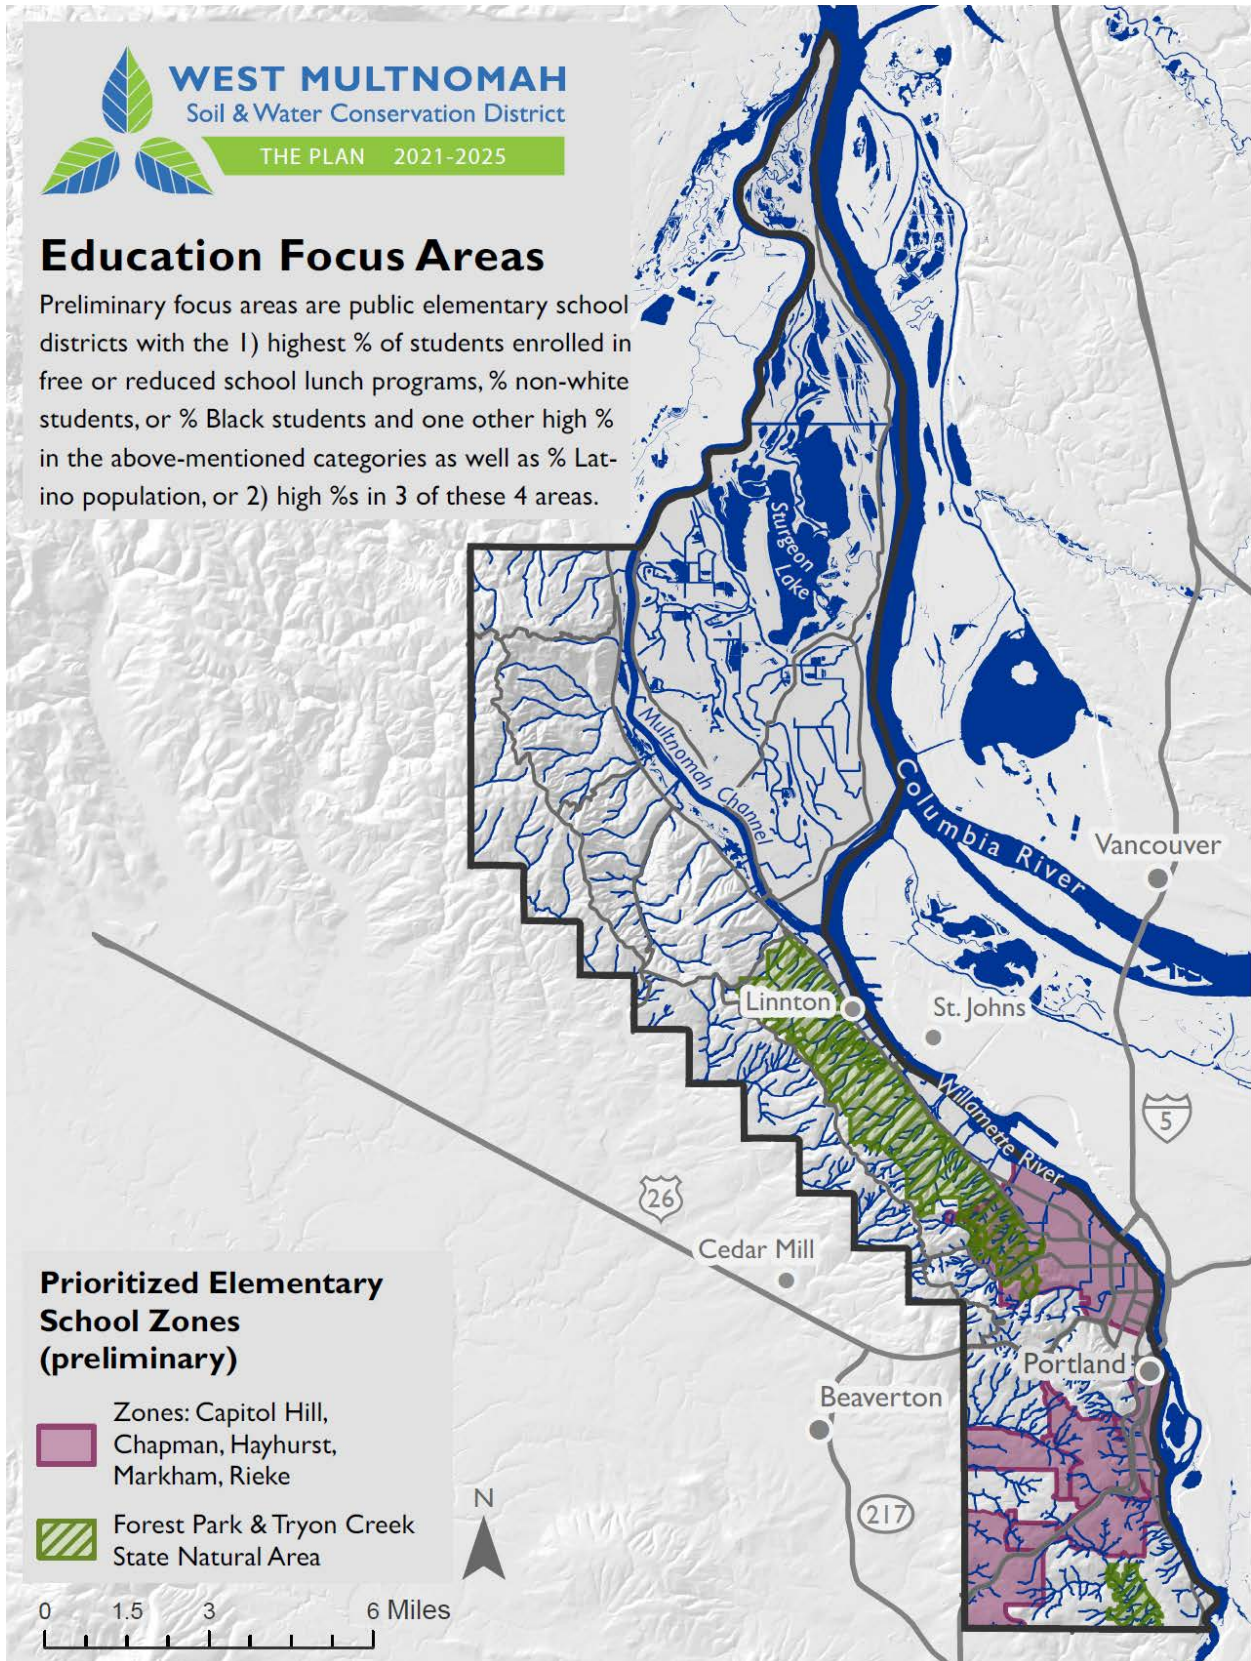 WEST MULTNOMAH
Soil & Water Conservation District
THE PLAN 2021-2025
Education Focus Areas
Preliminary focus areas are public elementary school
districts with the 1) highest % of students enrolled in
free or reduced school lunch programs, % non-white
students, or % Black students and one other high %
in the above-mentioned categories as well as % Lat-
ino population, or 2) high %s in 3 of these 4 areas.
Sturgeon
Lake
Multnomah Channel
Columbia River
Vancouver
Linnton
St. Johns
Willamette River
5
26
Cedar Mill
Portland
Beaverton
217
Prioritized Elementary
School Zones
(preliminary)
Zones: Capitol Hill,
Chapman, Hayhurst,
Markham, Rieke
Forest Park & Tryon Creek
State Natural Area
N
0 1.5 3 6 Miles